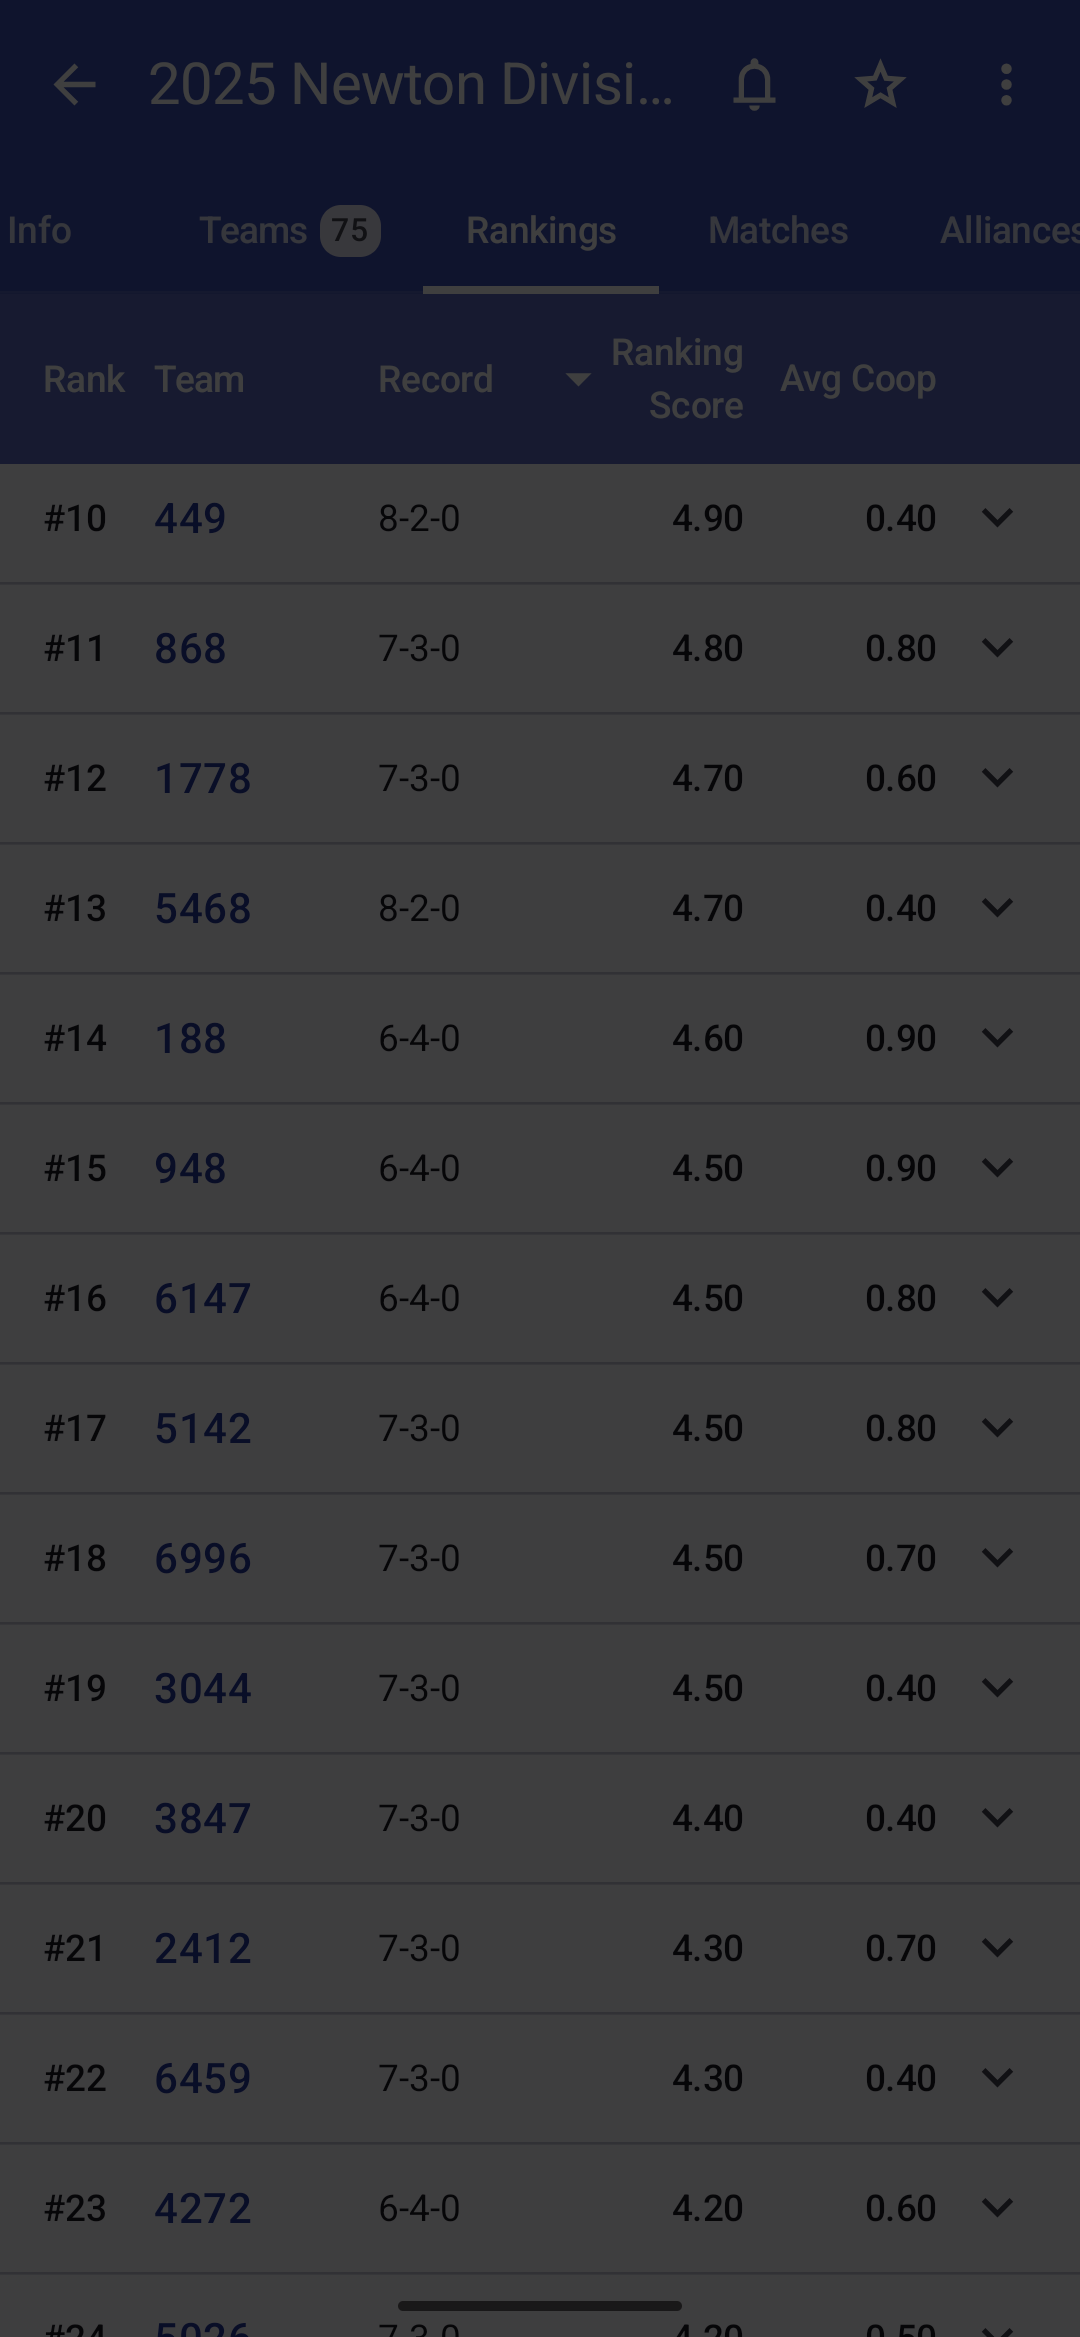 2025 Newton Divisi...
Info Teams 75 Rankings Matches Alliances
Rank Team Record Ranking Score Avg Coop
#10 449 8-2-0 4.90 0.40
#11 868 7-3-0 4.80 0.80
#12 1778 7-3-0 4.70 0.60
#13 5468 8-2-0 4.70 0.40
#14 188 6-4-0 4.60 0.90
#15 948 6-4-0 4.50 0.90
#16 6147 6-4-0 4.50 0.80
#17 5142 7-3-0 4.50 0.80
#18 6996 7-3-0 4.50 0.70
#19 3044 7-3-0 4.50 0.40
#20 3847 7-3-0 4.40 0.40
#21 2412 7-3-0 4.30 0.70
#22 6459 7-3-0 4.30 0.40
#23 4272 6-4-0 4.20 0.60